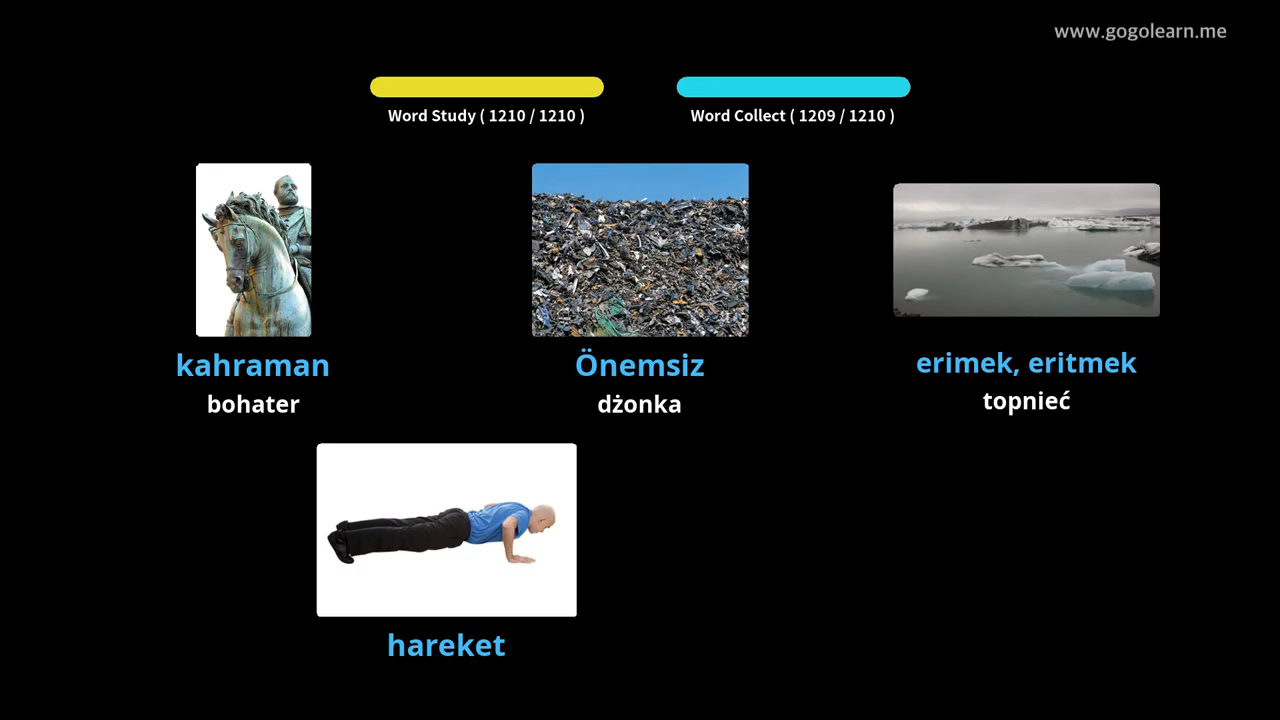 www.gogolearn.me
Word Study ( 1210 / 1210 )
Word Collect ( 1209 / 1210 )
kahraman
bohater
Önemsiz
dżonka
erimek, eritmek
topnieć
hareket